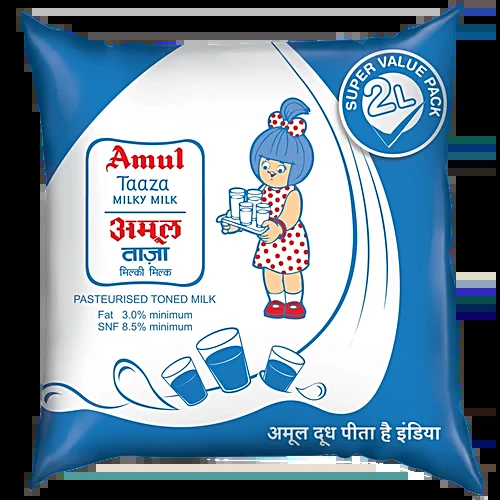 SUPER VALUE PACK
2L
Amul
Taaza
MILKY MILK
अमूल
ताज़ा
मिल्की मिल्क
PASTEURISED TONED MILK
Fat 3.0% minimum
SNF 8.5% minimum
अमूल दूध पीता है इंडिया